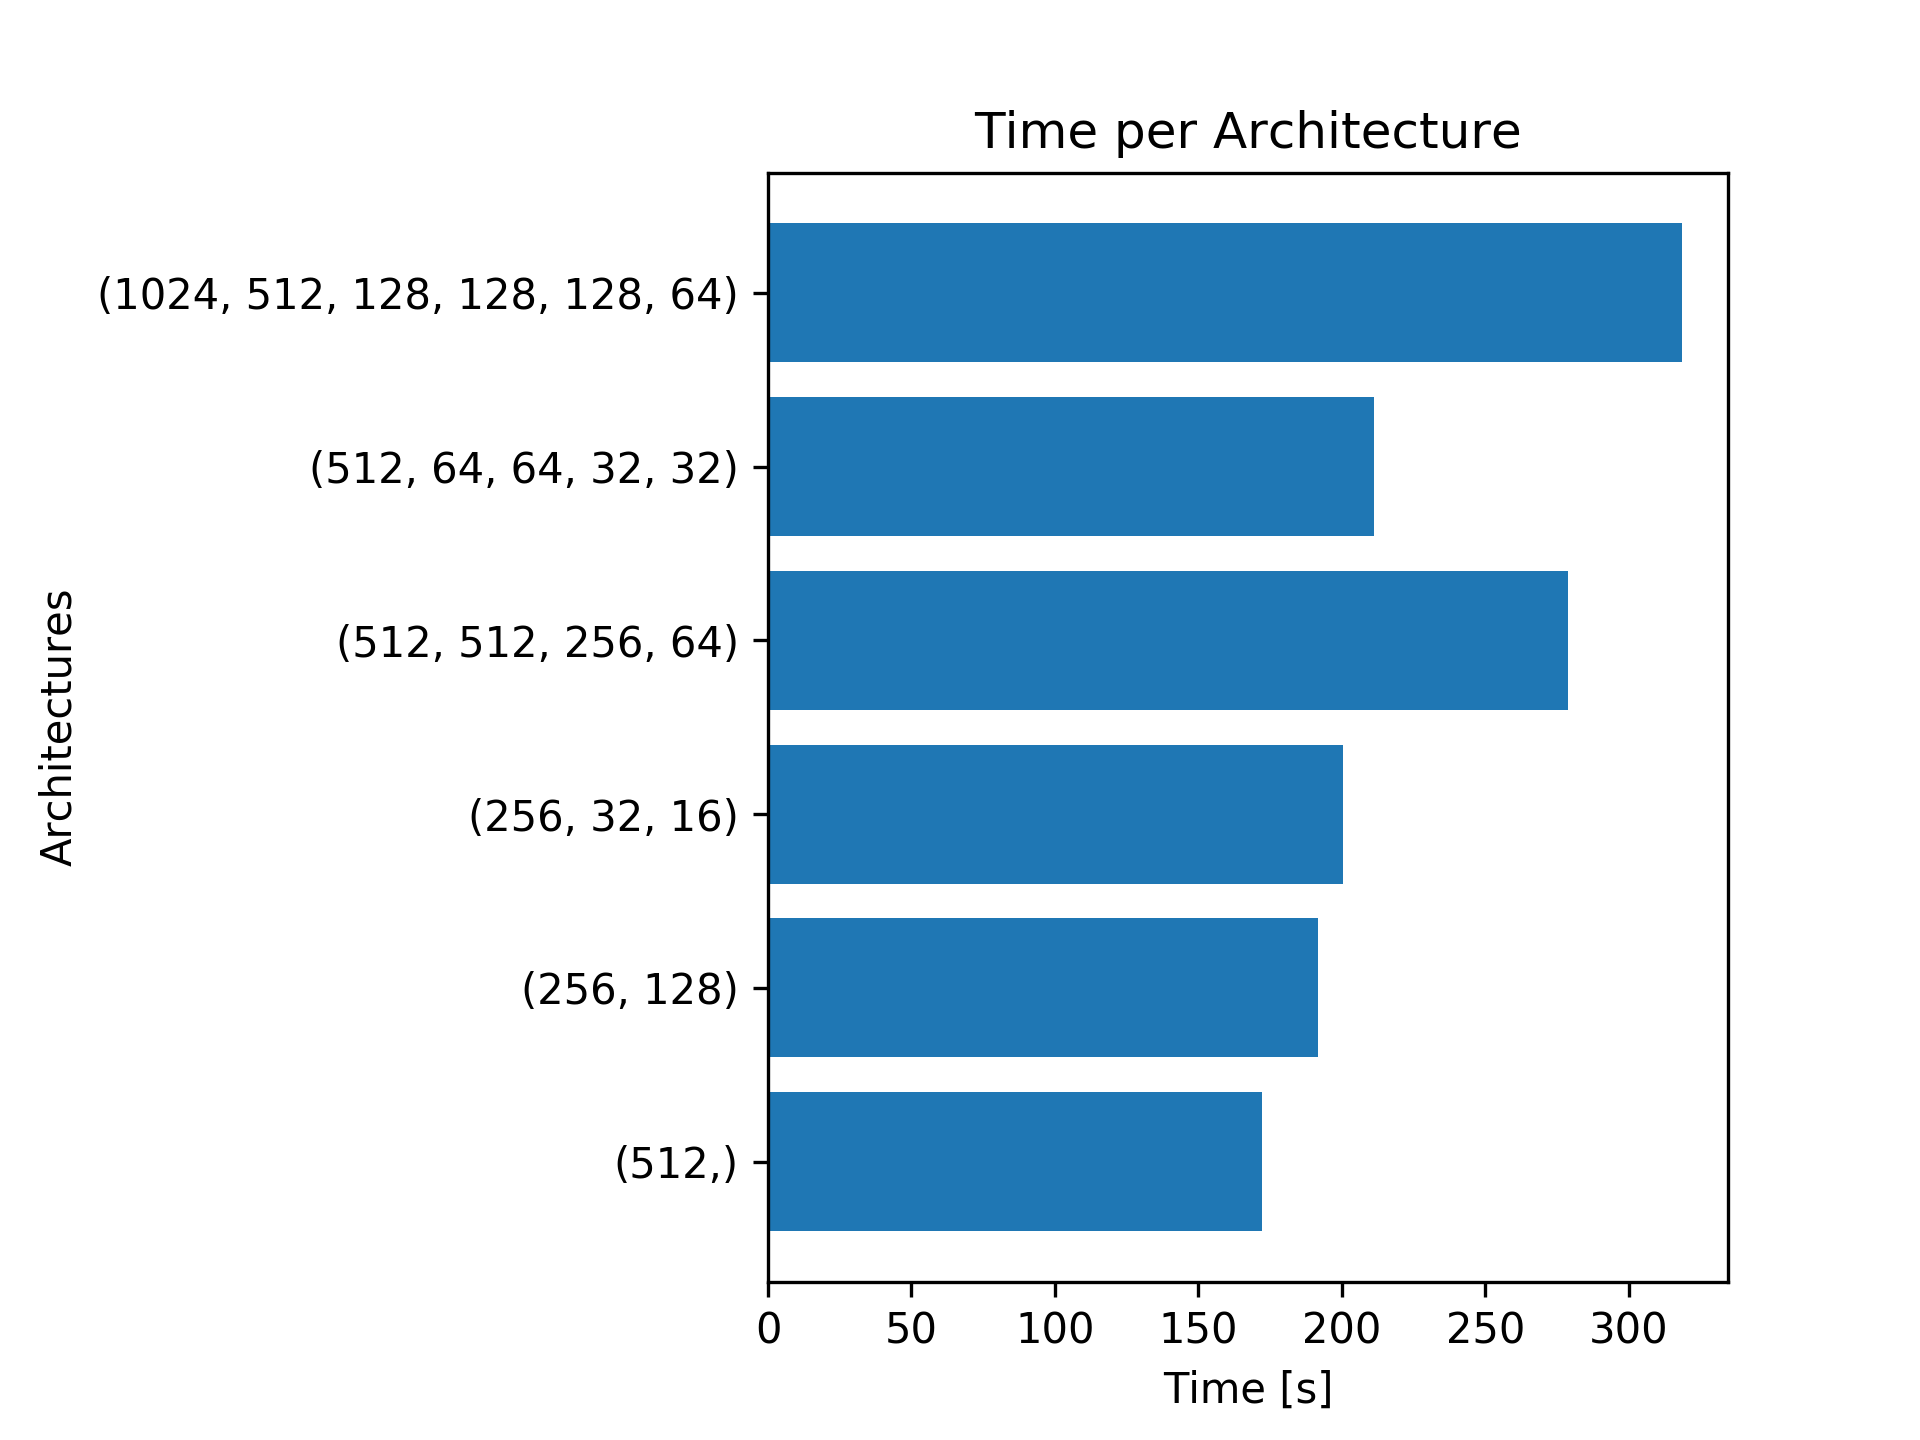 Time per Architecture
(1024, 512, 128, 128, 128, 64)
(512, 64, 64, 32, 32)
(512, 512, 256, 64)
(256, 32, 16)
(256, 128)
(512,)
Architectures
0 50 100 150 200 250 300
Time [s]